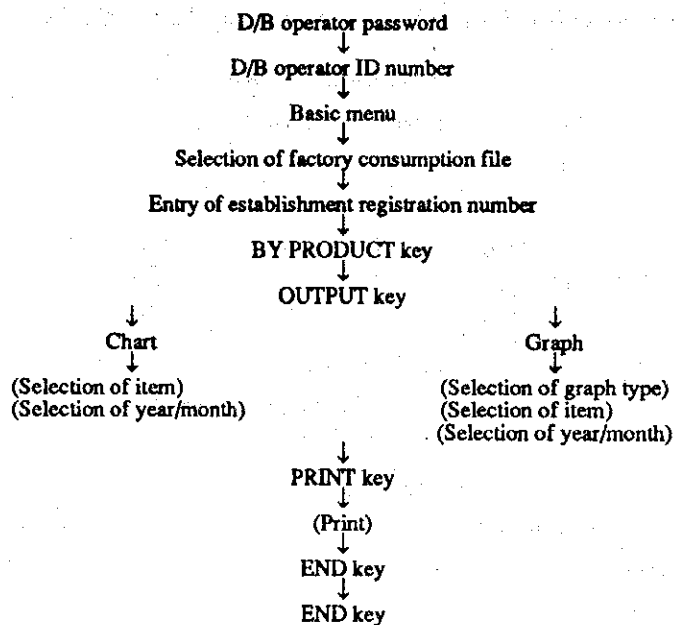 D/B operator password
↓
D/B operator ID number
↓
Basic menu
↓
Selection of factory consumption file
↓
Entry of establishment registration number
↓
BY PRODUCT key
↓
OUTPUT key
↓ ↓
Chart Graph
↓ ↓
(Selection of item) (Selection of graph type)
(Selection of year/month) (Selection of item)
(Selection of year/month)
↓
PRINT key
↓
(Print)
↓
END key
↓
END key